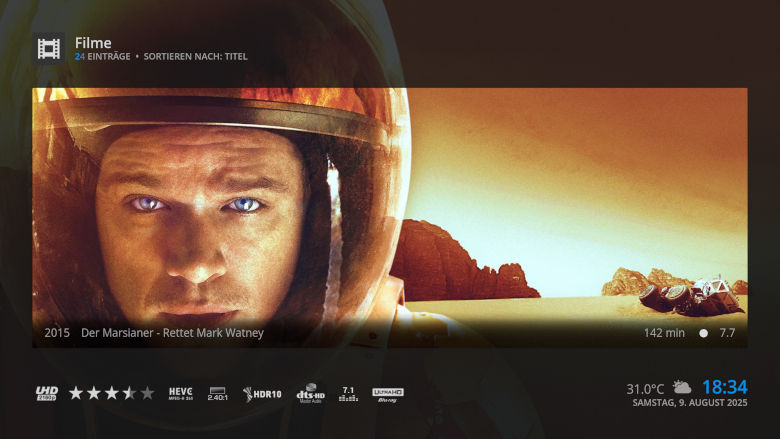 Filme
24 EINTRÄGE • SORTIEREN NACH: TITEL
2015 Der Marsianer - Rettet Mark Watney 142 min 7.7
UHD 2160p HEVC MPEG-H 265 2.40:1 HDR10 dts-HD Master Audio 7.1 ULTRA HD Blu-ray 31.0°C 18:34
SAMSTAG, 9. AUGUST 2025